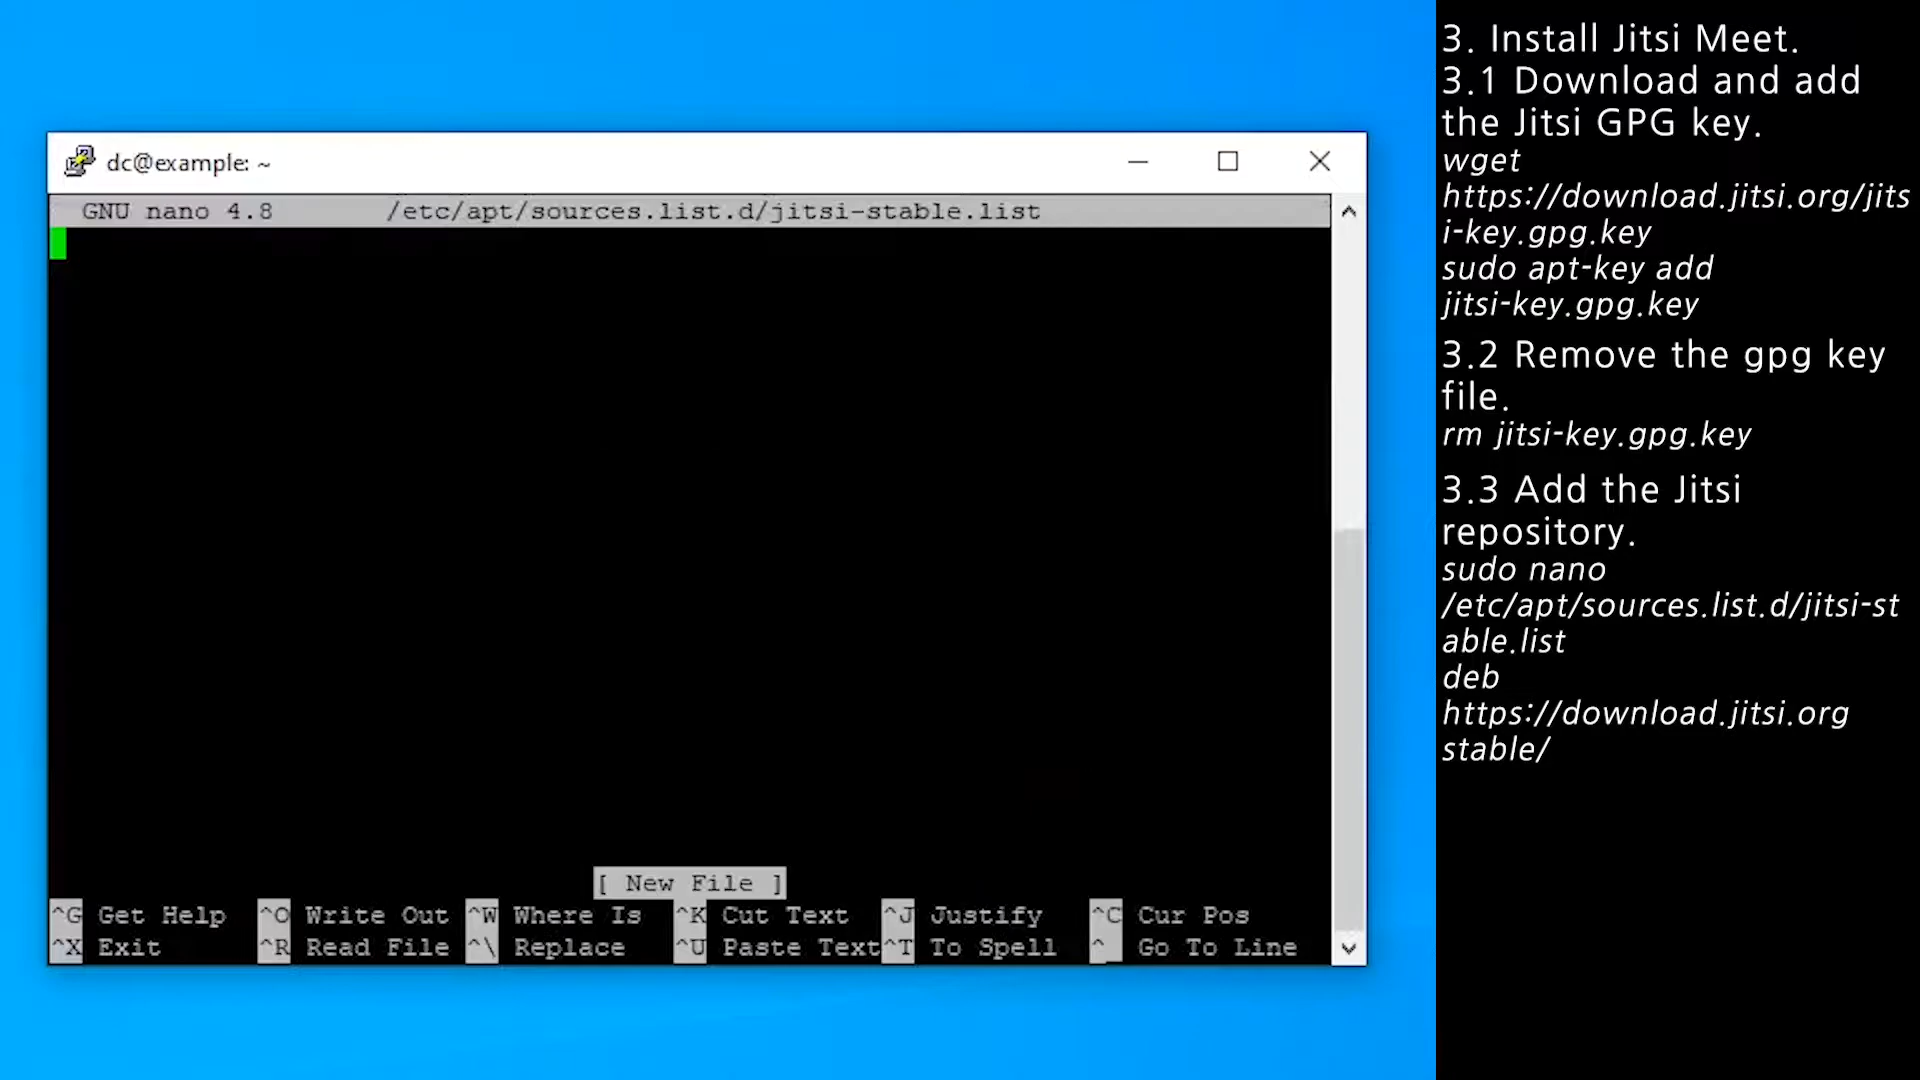 dc@example: ~
GNU nano 4.8 /etc/apt/sources.list.d/jitsi-stable.list
[ New File ]
^G Get Help ^O Write Out ^W Where Is ^K Cut Text ^J Justify ^C Cur Pos
^X Exit ^R Read File ^\ Replace ^U Paste Text^T To Spell ^_ Go To Line
3. Install Jitsi Meet.
3.1 Download and add
the Jitsi GPG key.
wget
https://download.jitsi.org/jits
i-key.gpg.key
sudo apt-key add
jitsi-key.gpg.key
3.2 Remove the gpg key
file.
rm jitsi-key.gpg.key
3.3 Add the Jitsi
repository.
sudo nano
/etc/apt/sources.list.d/jitsi-st
able.list
deb
https://download.jitsi.org
stable/